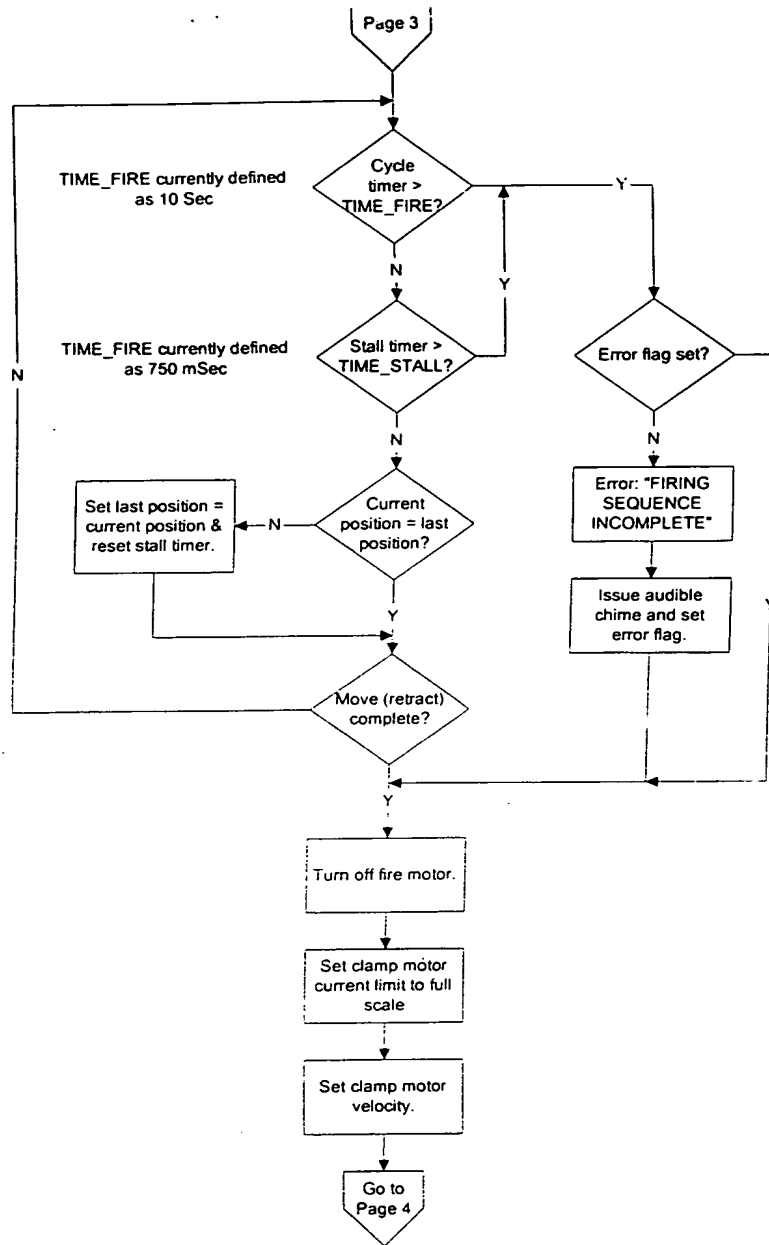 Page 3
TIME_FIRE currently defined
as 10 Sec
Cycle
timer >
TIME_FIRE?
Y
N
Y
TIME_FIRE currently defined
as 750 mSec
Stall timer >
TIME_STALL?
Error flag set?
N
N
N
Set last position =
current position &
reset stall timer.
N
Current
position = last
position?
Error: "FIRING
SEQUENCE
INCOMPLETE"
Y
Issue audible
chime and set
error flag.
Y
Move (retract)
complete?
Y
Turn off fire motor.
Set clamp motor
current limit to full
scale
Set clamp motor
velocity.
Go to
Page 4